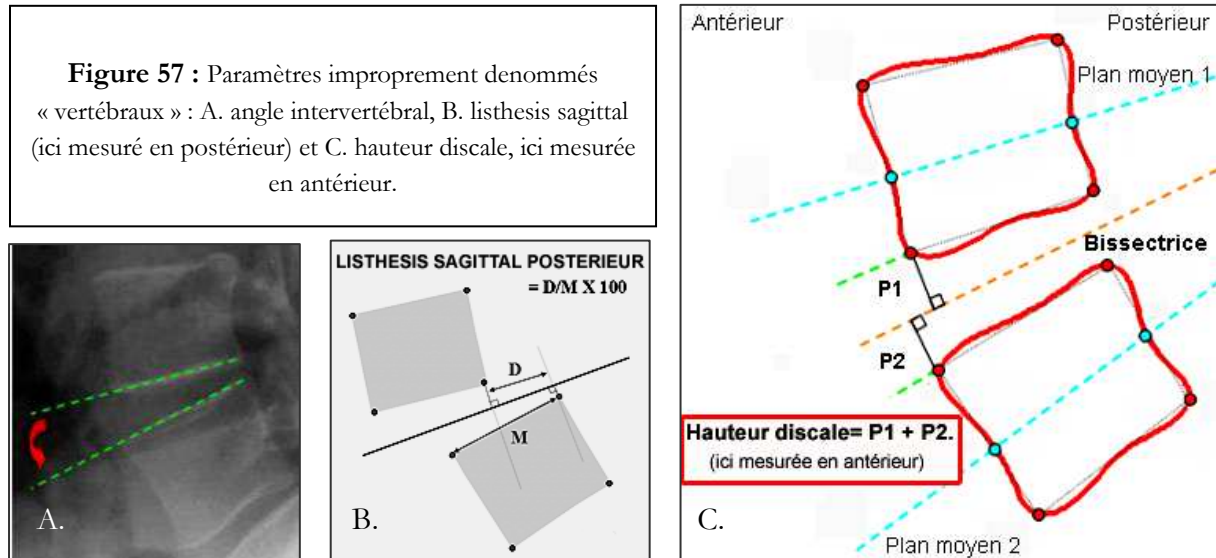 Figure 57 : Paramètres improprement denommés
« vertébraux » : A. angle intervertébral, B. listhesis sagittal
(ici mesuré en postérieur) et C. hauteur discale, ici mesurée
en antérieur.
A.
LISTHESIS SAGITTAL POSTERIEUR
= D/M X 100
D
M
B.
Antérieur
Postérieur
Plan moyen 1
Bissectrice
P1
P2
Hauteur discale= P1 + P2.
(ici mesurée en antérieur)
C.
Plan moyen 2